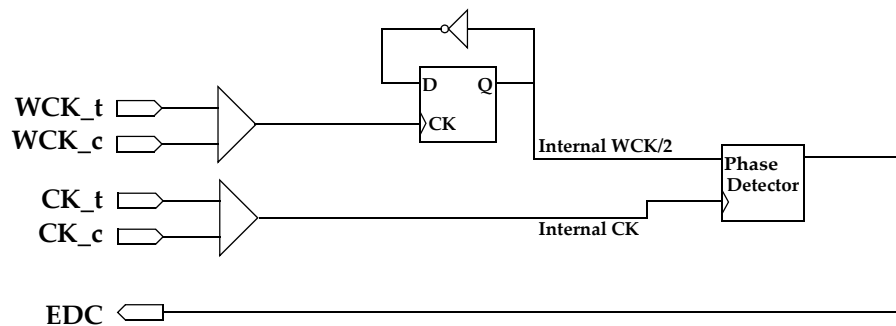 D Q
CK
WCK_t
WCK_c
Internal WCK/2
Phase
Detector
CK_t
CK_c
Internal CK
EDC